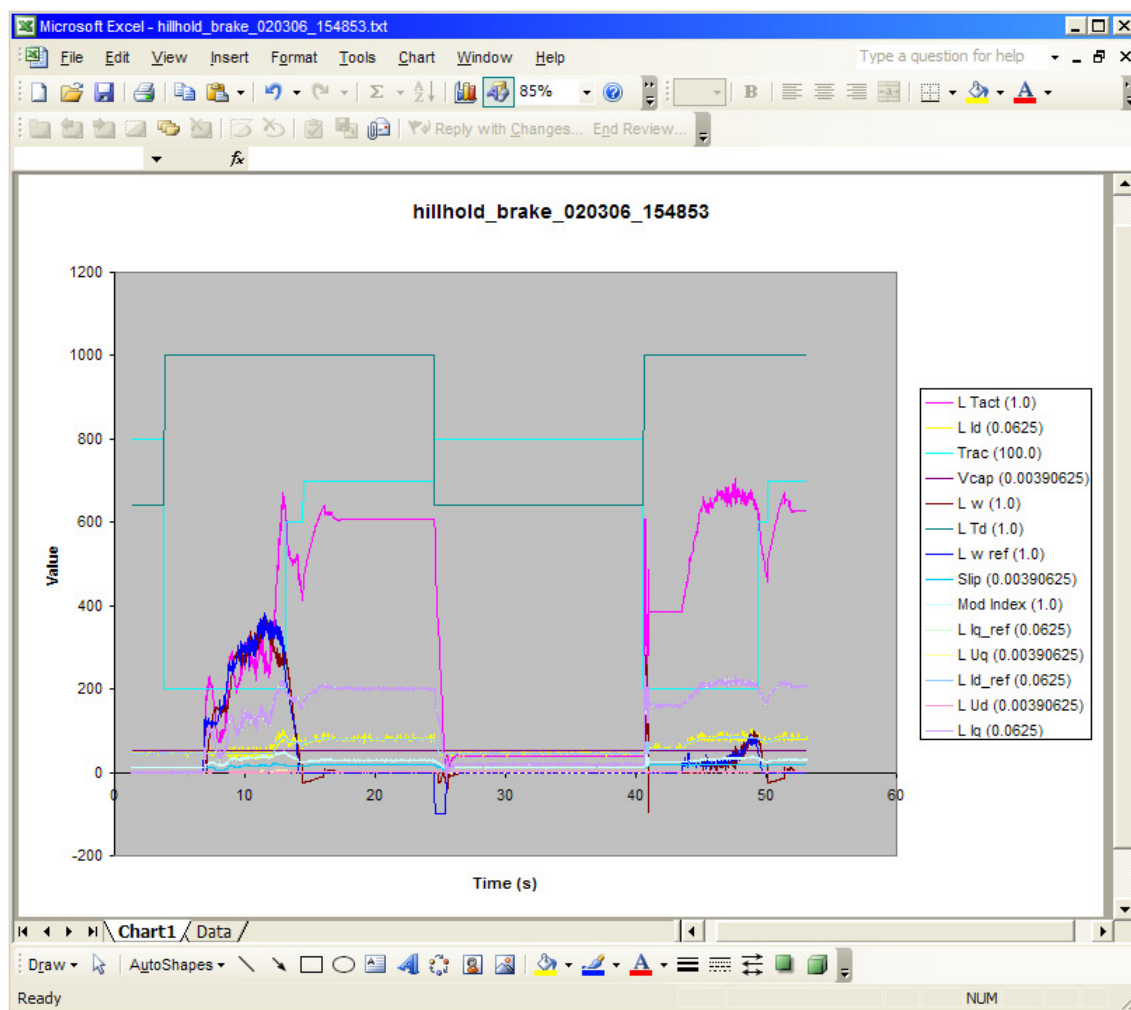 Microsoft Excel - hillhold_brake_020306_154853.txt
File Edit View Insert Format Tools Chart Window Help Type a question for help
85%
Reply with Changes... End Review...
fx
hillhold_brake_020306_154853
1200
1000
800
600
400
200
0
-200
Value
0 10 20 30 40 50 60
Time (s)
L Tact (1.0)
L Id (0.0625)
Trac (100.0)
Vcap (0.00390625)
L w (1.0)
L Td (1.0)
L w ref (1.0)
Slip (0.00390625)
Mod Index (1.0)
L Iq_ref (0.0625)
L Uq (0.00390625)
L Id_ref (0.0625)
L Ud (0.00390625)
L Iq (0.0625)
Chart1 Data
Draw AutoShapes
Ready NUM